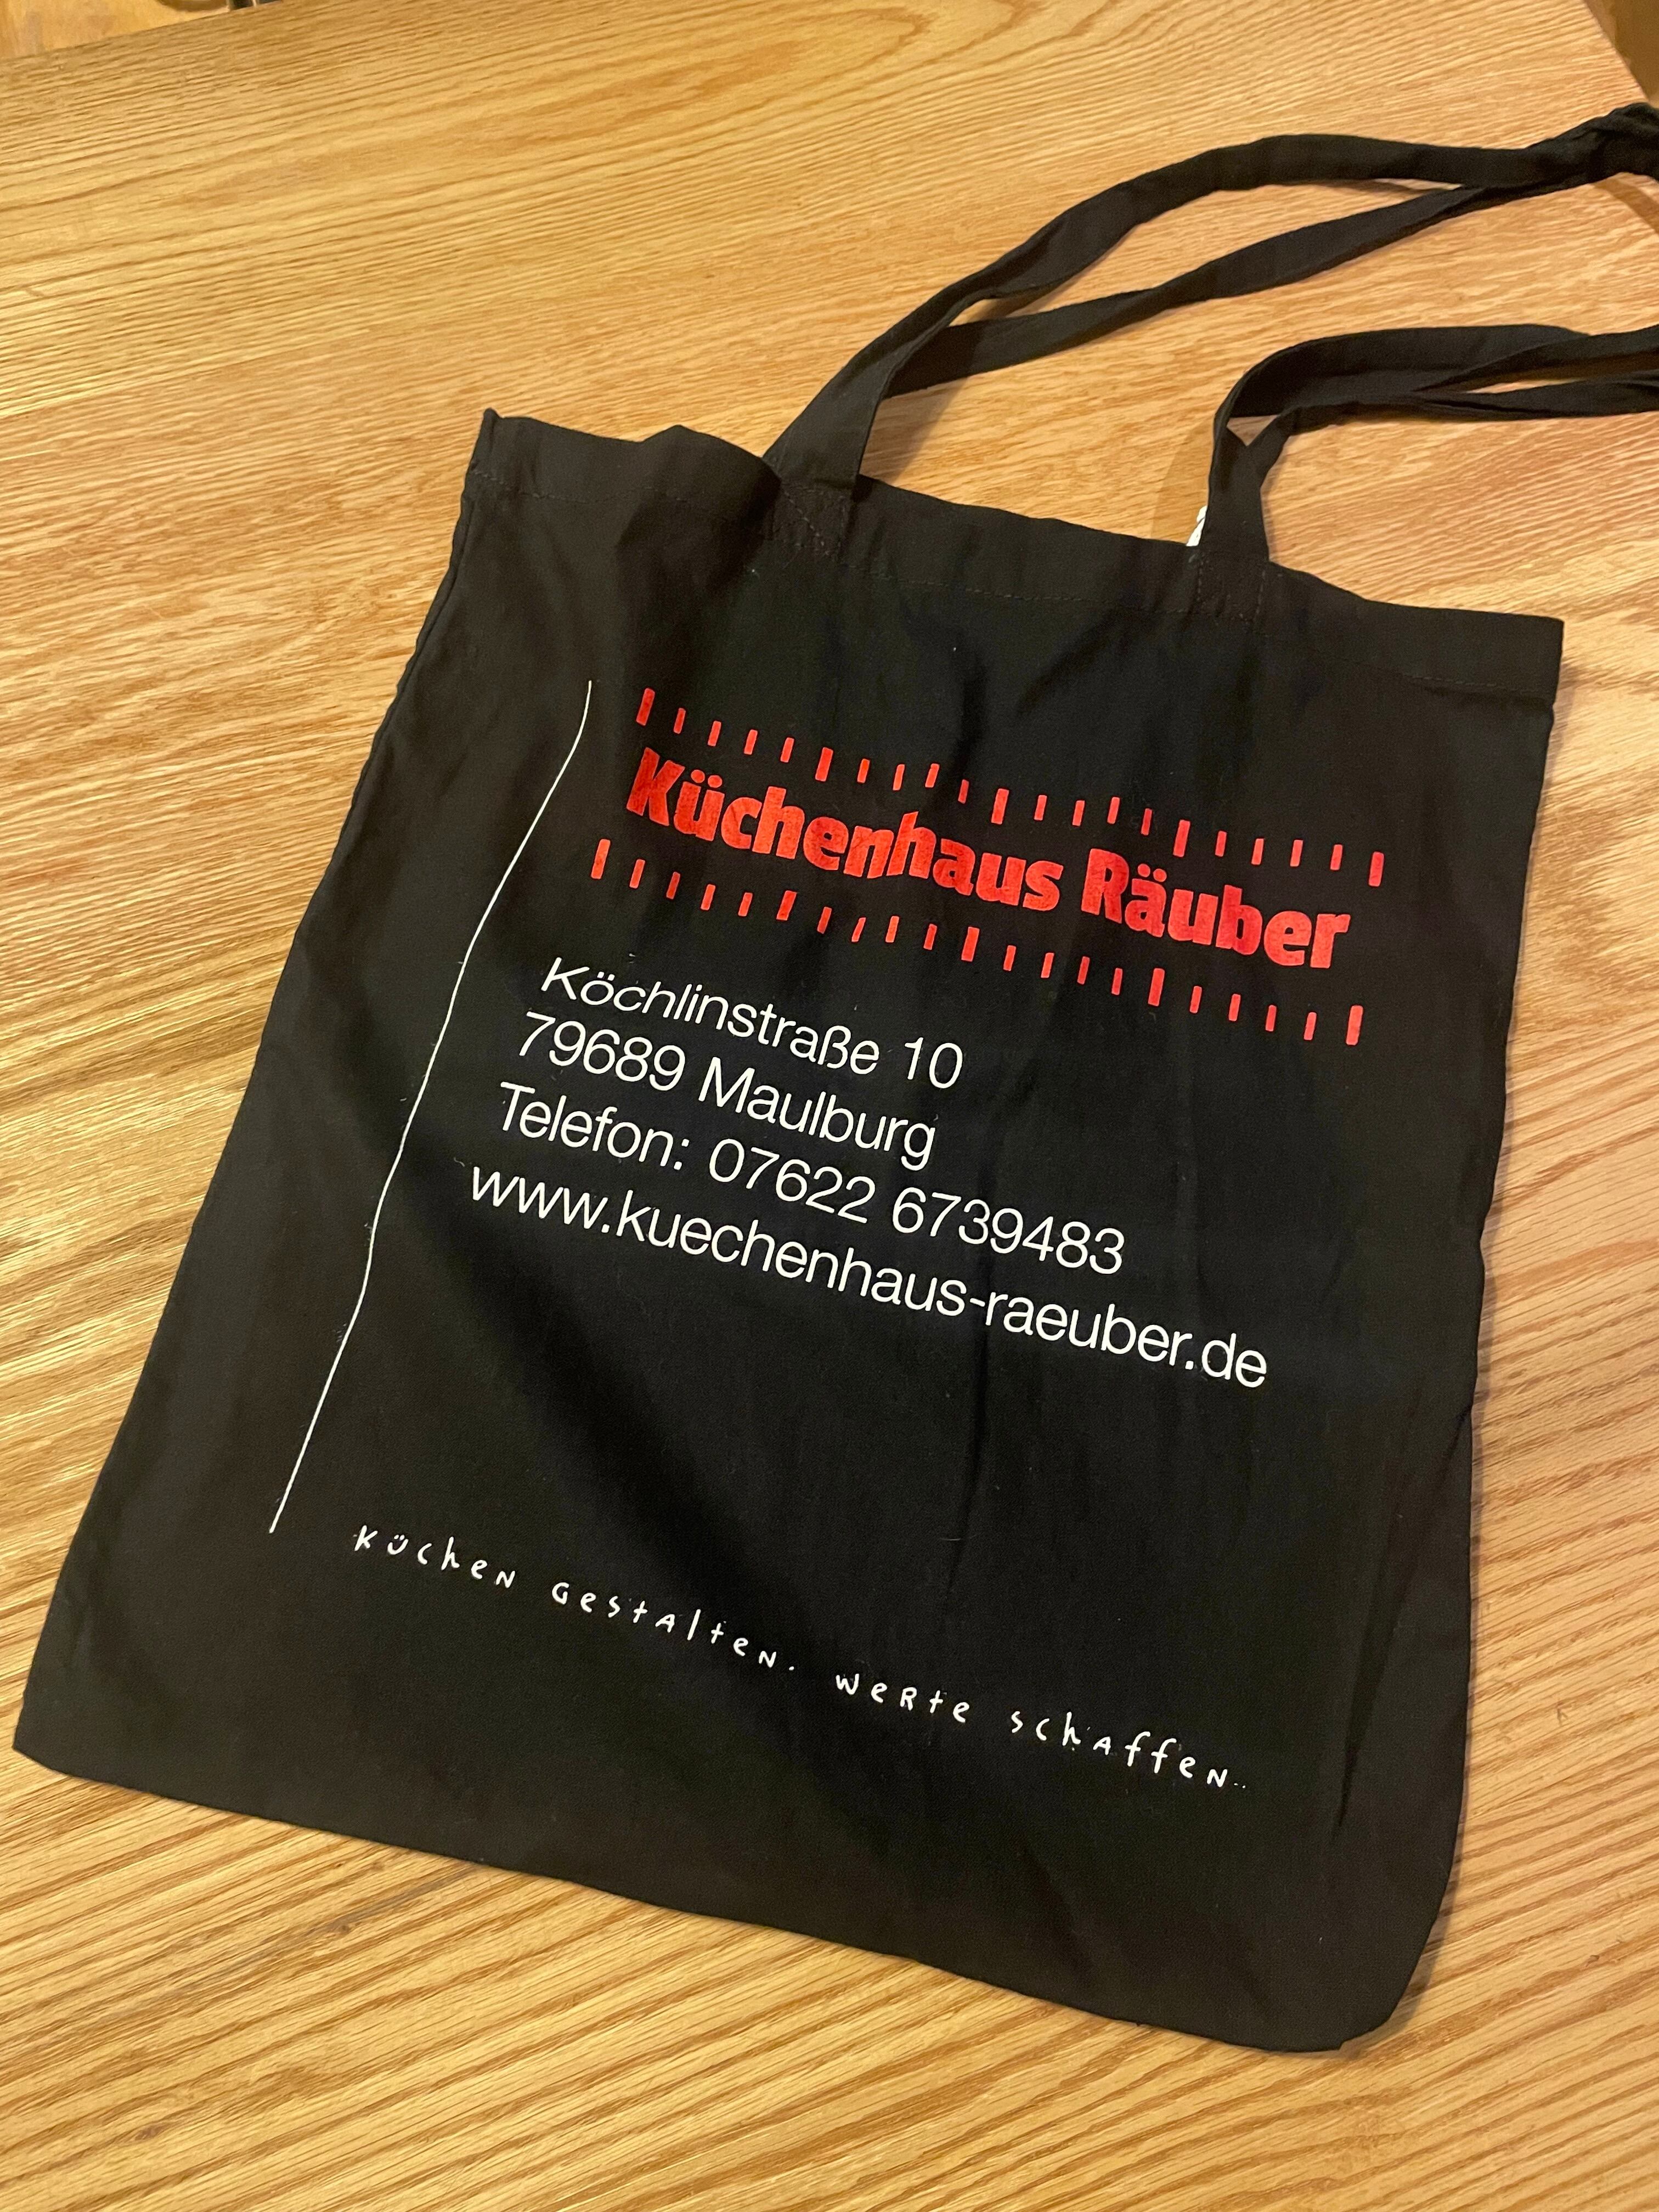 Küchenhaus Räuber
Köchlinstraße 10
79689 Maulburg
Telefon: 07622 6739483
www.kuechenhaus-raeuber.de
Küchen Gestalten. Werte schaffen..